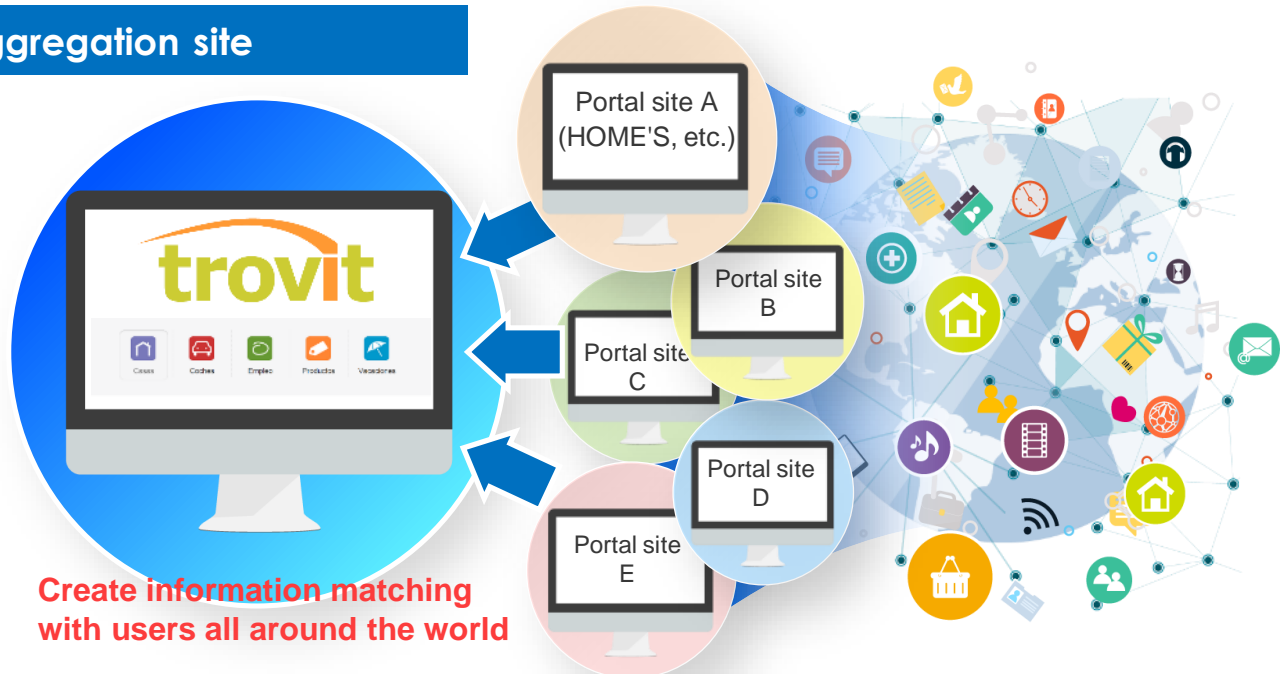 ggregation site
Portal site A
(HOME'S, etc.)
trovit
Casas Coches Empleo Productos Vacaciones
Portal site
B
Portal site
C
Portal site
D
Portal site
E
Create information matching
with users all around the world